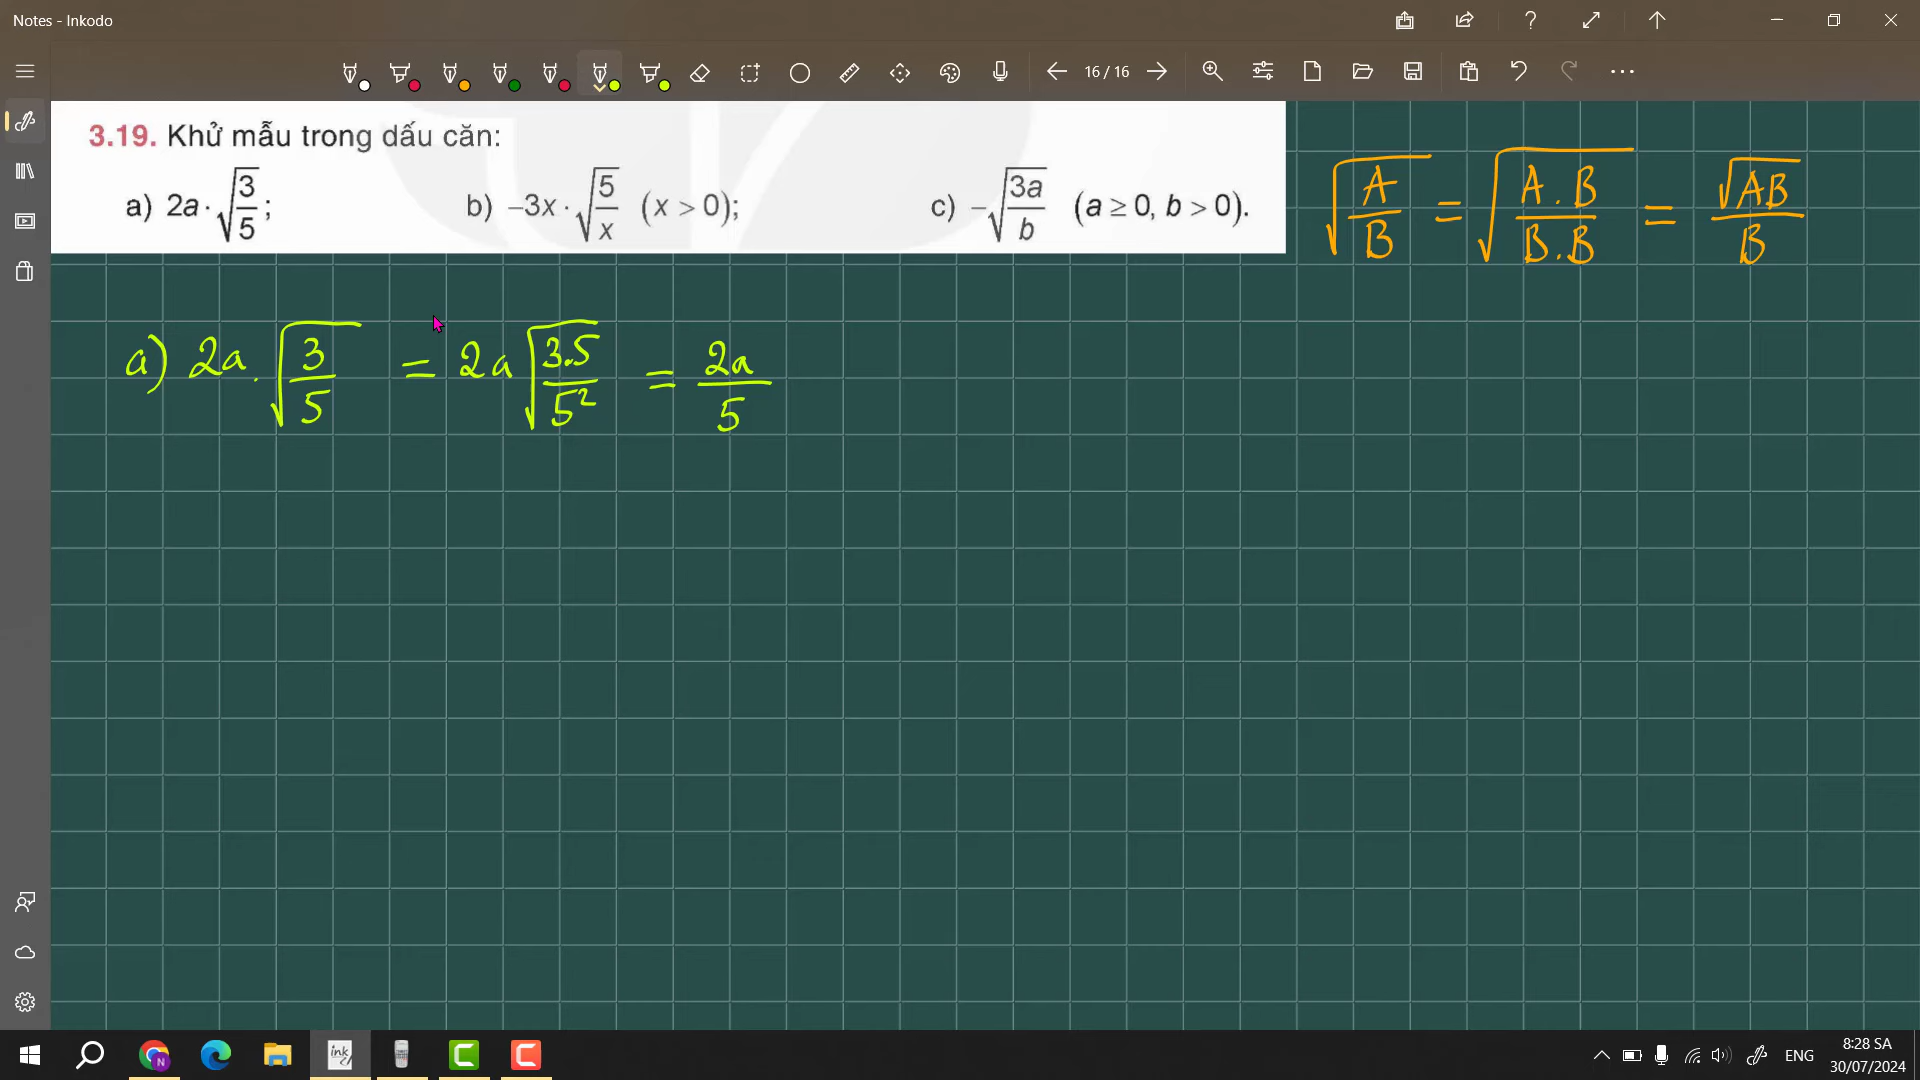 Notes - Inkodo
16 / 16
3.19. Khử mẫu trong dấu căn:
a) 2a · √(3/5) ;
b) −3x · √(5/x) (x > 0);
c) −√(3a/b) (a ≥ 0, b > 0).
√(A/B) = √(A.B/B.B) = √AB/B
a) 2a. √(3/5) = 2a √(3.5/5²) = 2a/5
ink
N
ENG
8:28 SA
30/07/2024